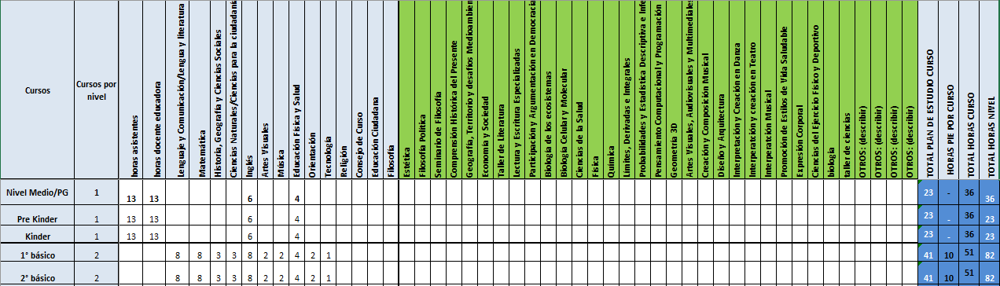 Cursos
Cursos por
nivel
horas asistentes
horas docente educadora
Lenguaje y Comunicación/Lengua y literatura
Matemática
Historia, Geografía y Ciencias Sociales
Ciencias Naturales/Ciencias para la ciudadanía
Inglés
Artes Visuales
Música
Educación Física y Salud
Orientación
Tecnología
Religión
Consejo de Curso
Educación Ciudadana
Filosofía
Estética
Filosofía Política
Seminario de Filosofía
Comprensión Histórica del Presente
Geografía, Territorio y desafíos Medioambien
Economía y Sociedad
Taller de Literatura
Lectura y Escritura Especializadas
Participación y Argumentación en Democracia
Biología de los ecosistemas
Biología Celular y Molecular
Ciencias de la Salud
Física
Química
Límites, Derivadas e Integrales
Probabilidades y Estadística Descriptiva e Infe
Pensamiento Computacional y Programación
Geometría 3D
Artes Visuales, Audiovisuales y Multimediales
Creación y Composición Musical
Diseño y Arquitectura
Interpretación y Creación en Danza
Interpretación y creación en Teatro
Interperatción Musical
Promoción de Estilos de Vida Saludable
Expresión Corporal
Ciencias del Ejercicio Físico y Deportivo
biología
taller de ciencias
OTROS: (describir)
OTROS: (describir)
OTROS: (describir)
OTROS: (describir)
TOTAL PLAN DE ESTUDIO CURSO
HORAS PIE POR CURSO
TOTAL HORAS CURSO
TOTAL HORAS NIVEL
Nivel Medio/PG 1 13 13 6 4 23 - 36 36
Pre Kinder 1 13 13 6 4 23 - 36 23
Kinder 1 13 13 6 4 23 - 36 23
1° básico 2 8 8 3 3 8 2 2 4 2 1 41 10 51 82
2° básico 2 8 8 3 3 8 2 2 4 2 1 41 10 51 82